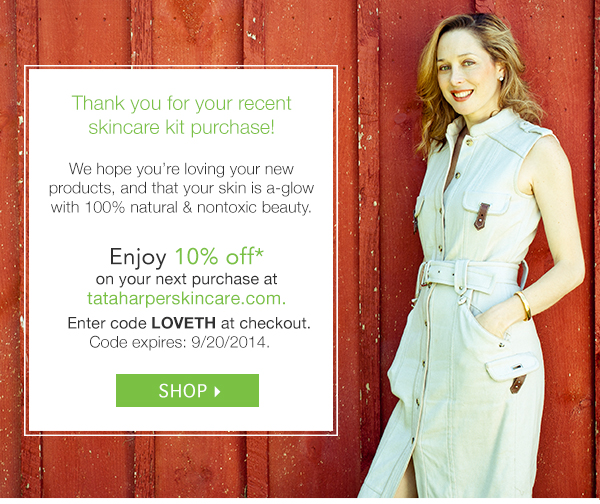 Thank you for your recent
skincare kit purchase!
We hope you're loving your new
products, and that your skin is a-glow
with 100% natural & nontoxic beauty.
Enjoy 10% off*
on your next purchase at
tataharperskincare.com.
Enter code LOVETH at checkout.
Code expires: 9/20/2014.
SHOP